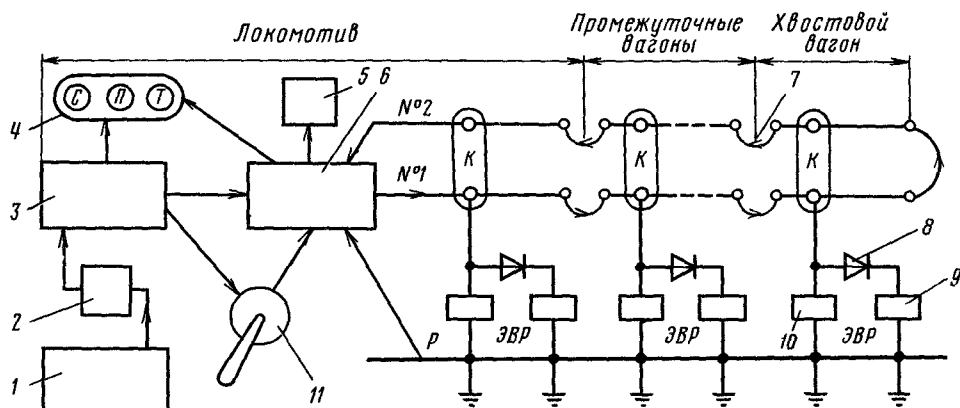 Локомотив
Промежуточные вагоны
Хвостовой вагон
5 6
7
4
С П Т
№2
№1
К
К
К
3
8
9
2
1
11
Р
ЭВР
ЭВР
10
ЭВР